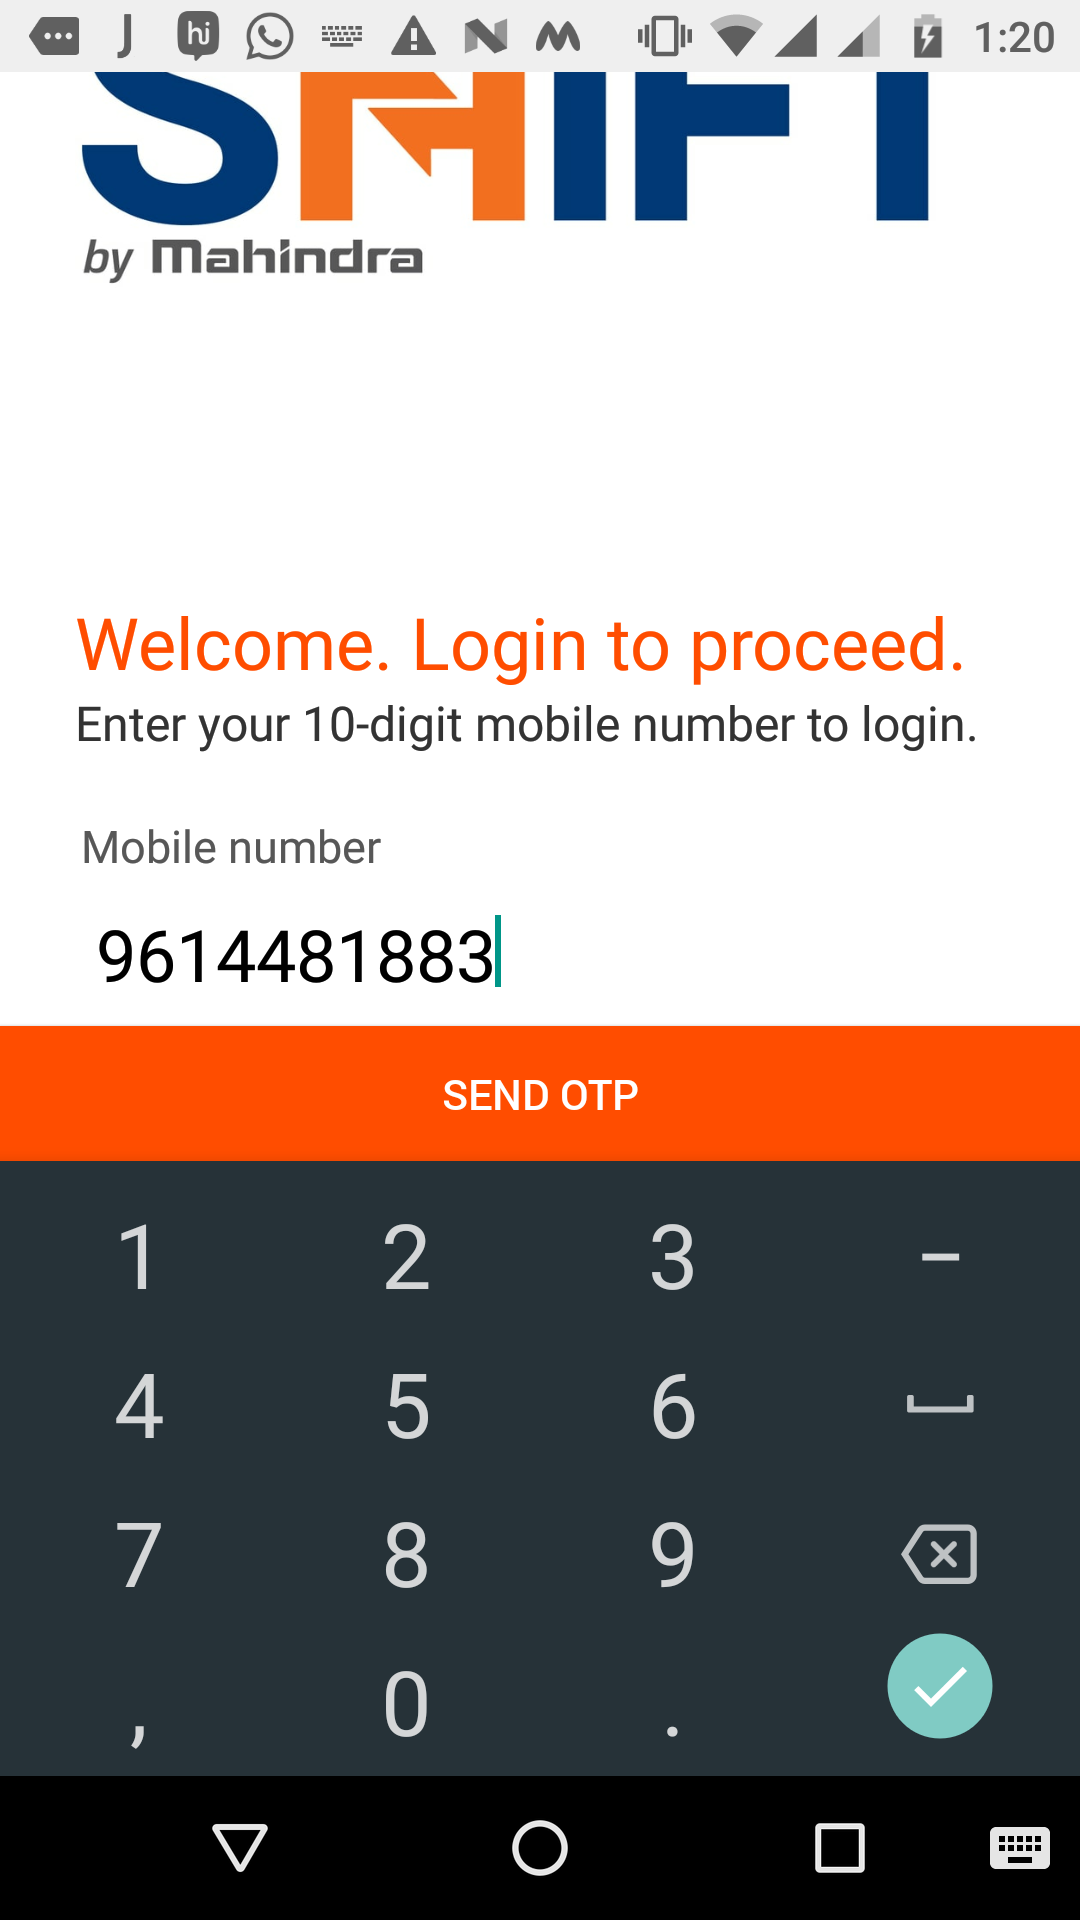 J hi 1:20
SHIFT
by Mahindra
Welcome. Login to proceed.
Enter your 10-digit mobile number to login.
Mobile number
9614481883
SEND OTP
1 2 3 –
4 5 6
7 8 9
, 0 .